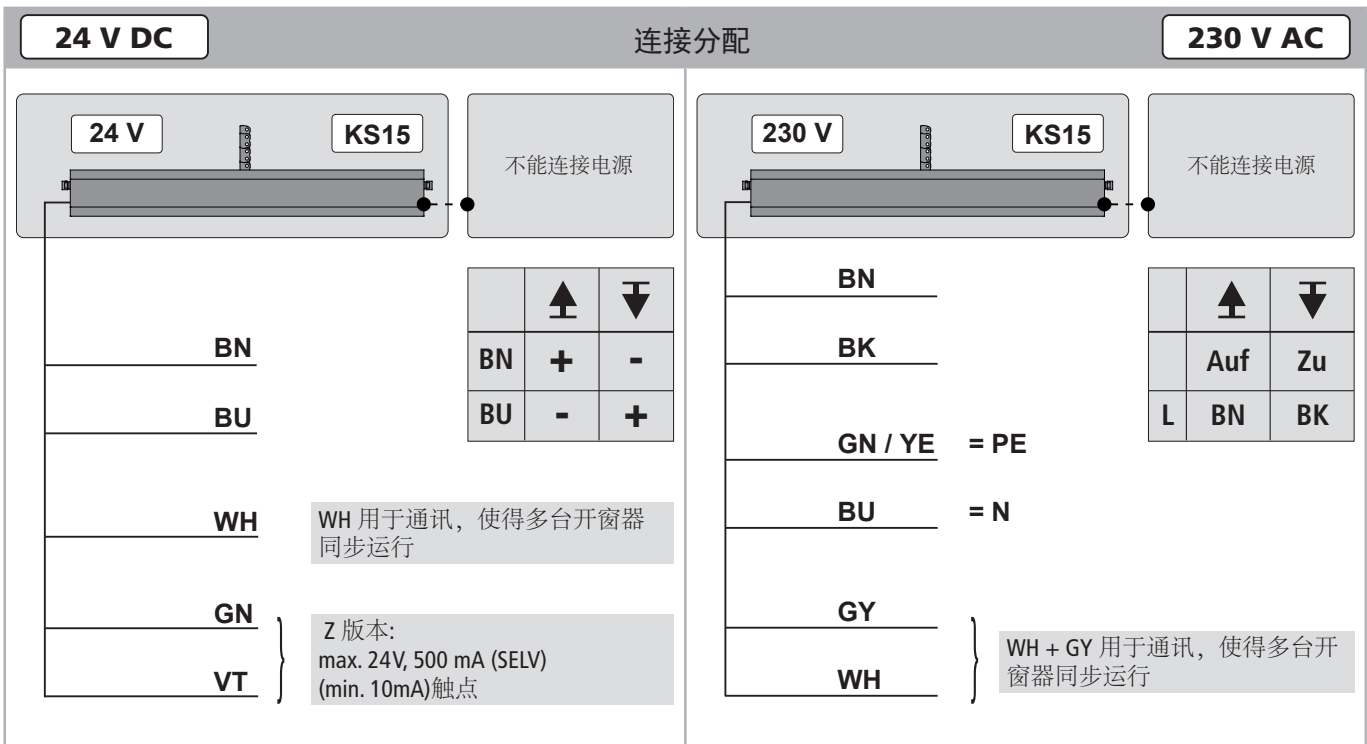 24 V DC
连接分配
230 V AC
24 V
KS15
不能连接电源
BN + -
BU - +
BN
BU
WH
WH 用于通讯，使得多台开窗器
同步运行
GN
VT
Z 版本:
max. 24V, 500 mA (SELV)
(min. 10mA)触点
230 V
KS15
不能连接电源
Auf Zu
L BN BK
BN
BK
GN / YE = PE
BU = N
GY
WH
WH + GY 用于通讯，使得多台开
窗器同步运行